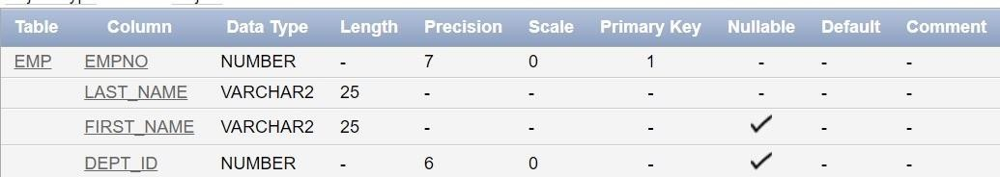 Table Column Data Type Length Precision Scale Primary Key Nullable Default Comment
EMP EMPNO NUMBER - 7 0 1 - - -
LAST_NAME VARCHAR2 25 - - - - - -
FIRST_NAME VARCHAR2 25 - - - ✓ - -
DEPT_ID NUMBER - 6 0 - ✓ - -